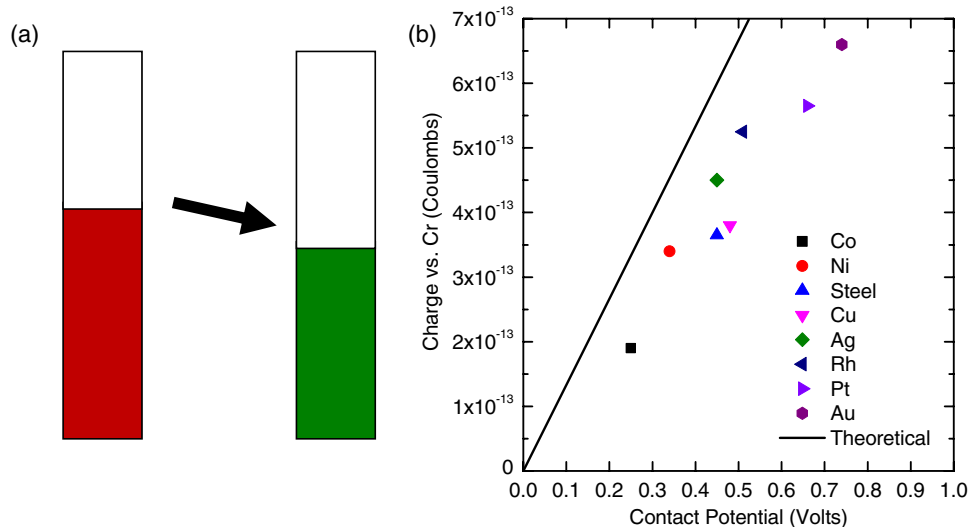 (a)
(b)
7x10⁻¹³
6x10⁻¹³
5x10⁻¹³
4x10⁻¹³
3x10⁻¹³
2x10⁻¹³
1x10⁻¹³
0
Charge vs. Cr (Coulombs)
Co
Ni
Steel
Cu
Ag
Rh
Pt
Au
Theoretical
0.0 0.1 0.2 0.3 0.4 0.5 0.6 0.7 0.8 0.9 1.0
Contact Potential (Volts)